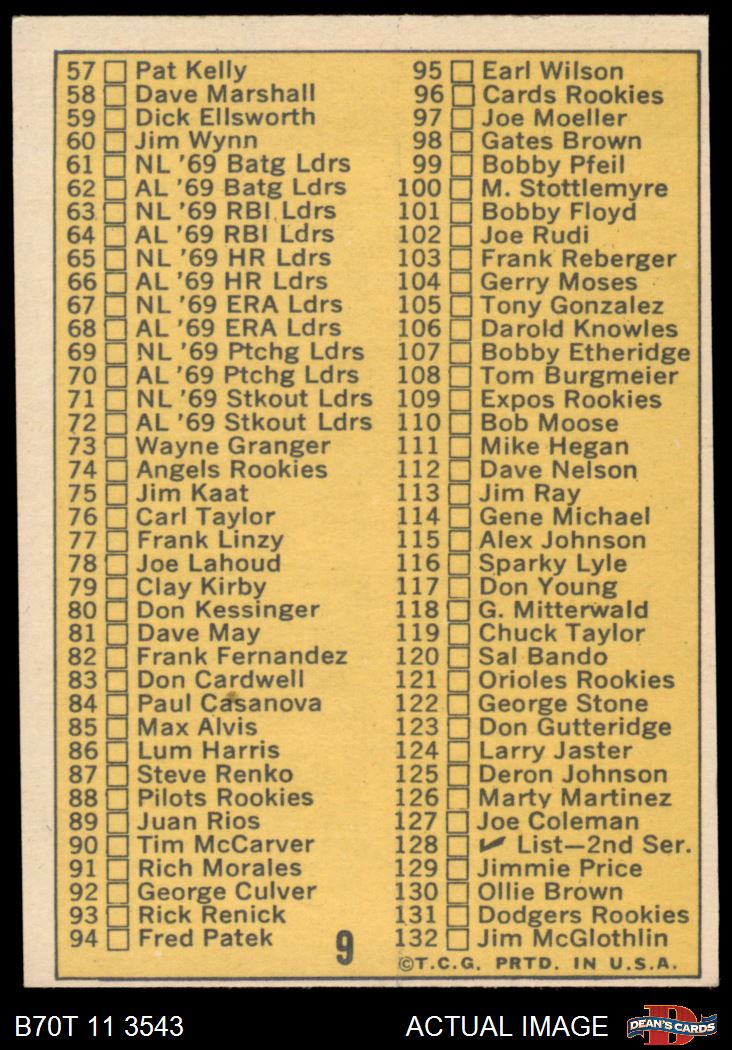 57 Pat Kelly
58 Dave Marshall
59 Dick Ellsworth
60 Jim Wynn
61 NL '69 Batg Ldrs
62 AL '69 Batg Ldrs
63 NL '69 RBI Ldrs
64 AL '69 RBI Ldrs
65 NL '69 HR Ldrs
66 AL '69 HR Ldrs
67 NL '69 ERA Ldrs
68 AL '69 ERA Ldrs
69 NL '69 Ptchg Ldrs
70 AL '69 Ptchg Ldrs
71 NL '69 Stkout Ldrs
72 AL '69 Stkout Ldrs
73 Wayne Granger
74 Angels Rookies
75 Jim Kaat
76 Carl Taylor
77 Frank Linzy
78 Joe Lahoud
79 Clay Kirby
80 Don Kessinger
81 Dave May
82 Frank Fernandez
83 Don Cardwell
84 Paul Casanova
85 Max Alvis
86 Lum Harris
87 Steve Renko
88 Pilots Rookies
89 Juan Rios
90 Tim McCarver
91 Rich Morales
92 George Culver
93 Rick Renick
94 Fred Patek
9
95 Earl Wilson
96 Cards Rookies
97 Joe Moeller
98 Gates Brown
99 Bobby Pfeil
100 M. Stottlemyre
101 Bobby Floyd
102 Joe Rudi
103 Frank Reberger
104 Gerry Moses
105 Tony Gonzalez
106 Darold Knowles
107 Bobby Etheridge
108 Tom Burgmeier
109 Expos Rookies
110 Bob Moose
111 Mike Hegan
112 Dave Nelson
113 Jim Ray
114 Gene Michael
115 Alex Johnson
116 Sparky Lyle
117 Don Young
118 G. Mitterwald
119 Chuck Taylor
120 Sal Bando
121 Orioles Rookies
122 George Stone
123 Don Gutteridge
124 Larry Jaster
125 Deron Johnson
126 Marty Martinez
127 Joe Coleman
128 ✓ List—2nd Ser.
129 Jimmie Price
130 Ollie Brown
131 Dodgers Rookies
132 Jim McGlothlin
©T.C.G. PRTD. IN U.S.A.
B70T 11 3543
ACTUAL IMAGE
D DEAN'S CARDS